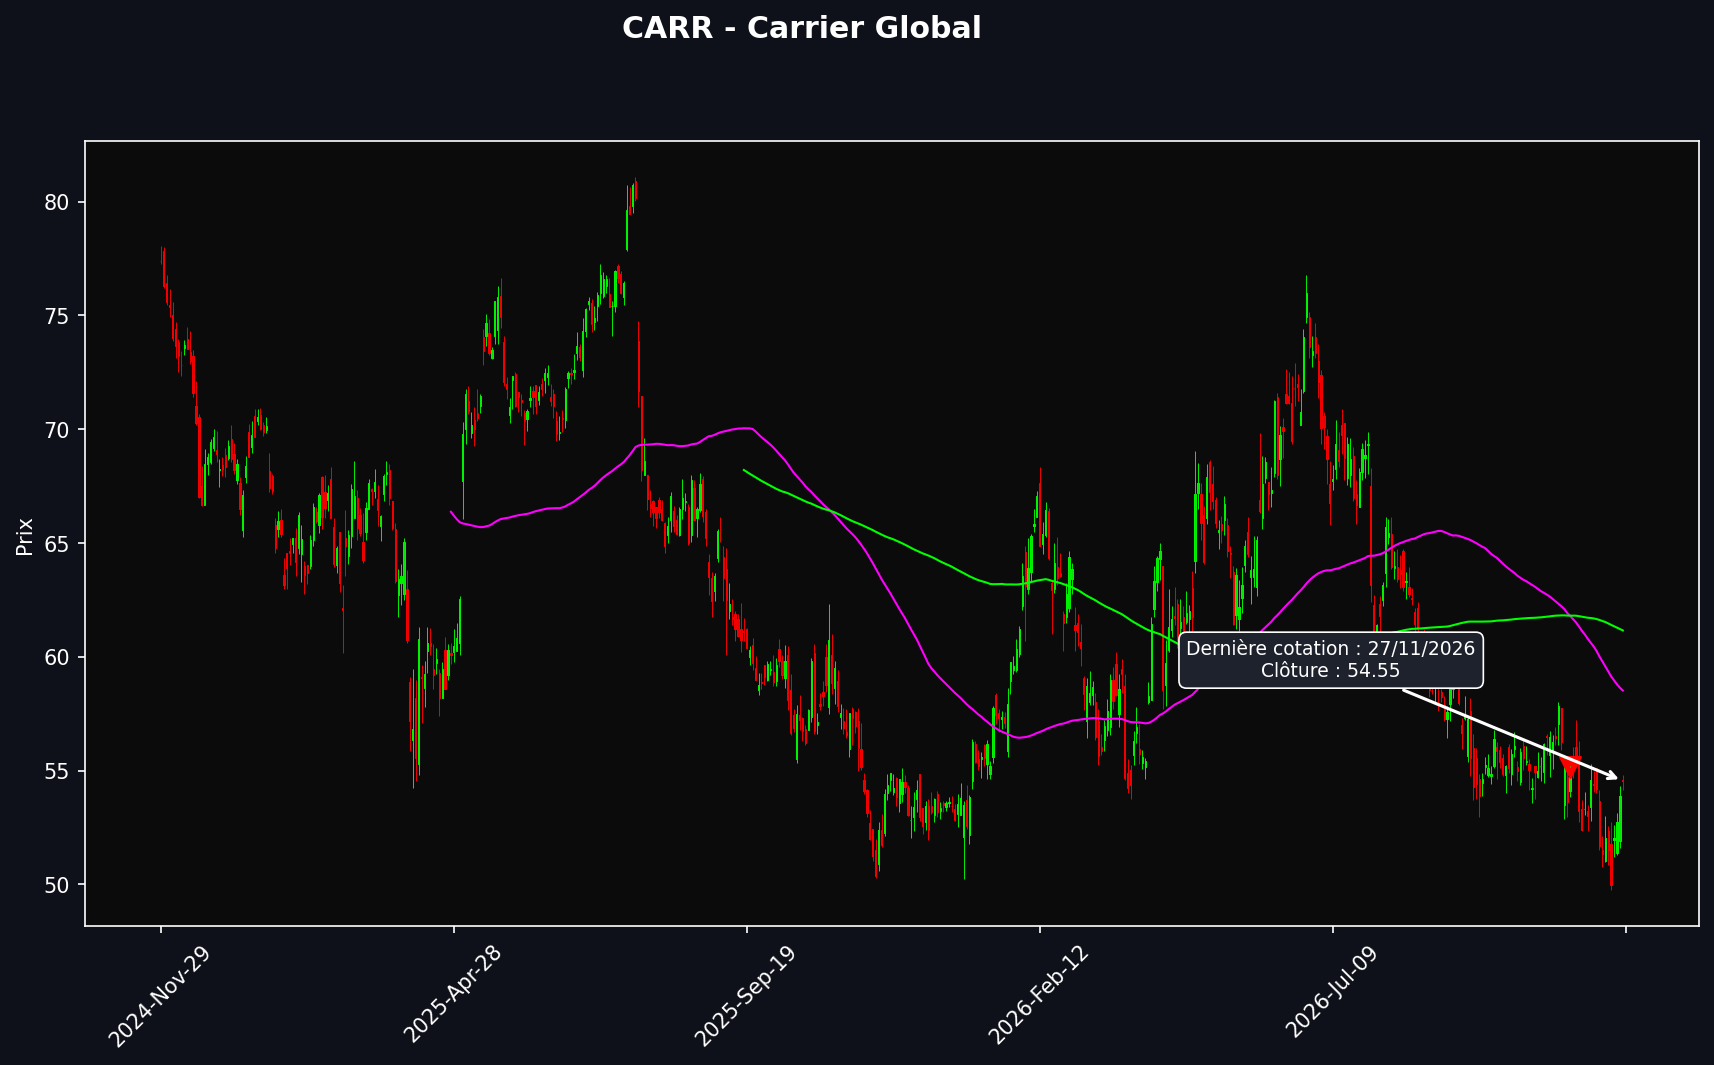 CARR - Carrier Global
Prix
80
75
70
65
60
55
50
Dernière cotation : 27/11/2026
Clôture : 54.55
2024-Nov-29
2025-Apr-28
2025-Sep-19
2026-Feb-12
2026-Jul-09